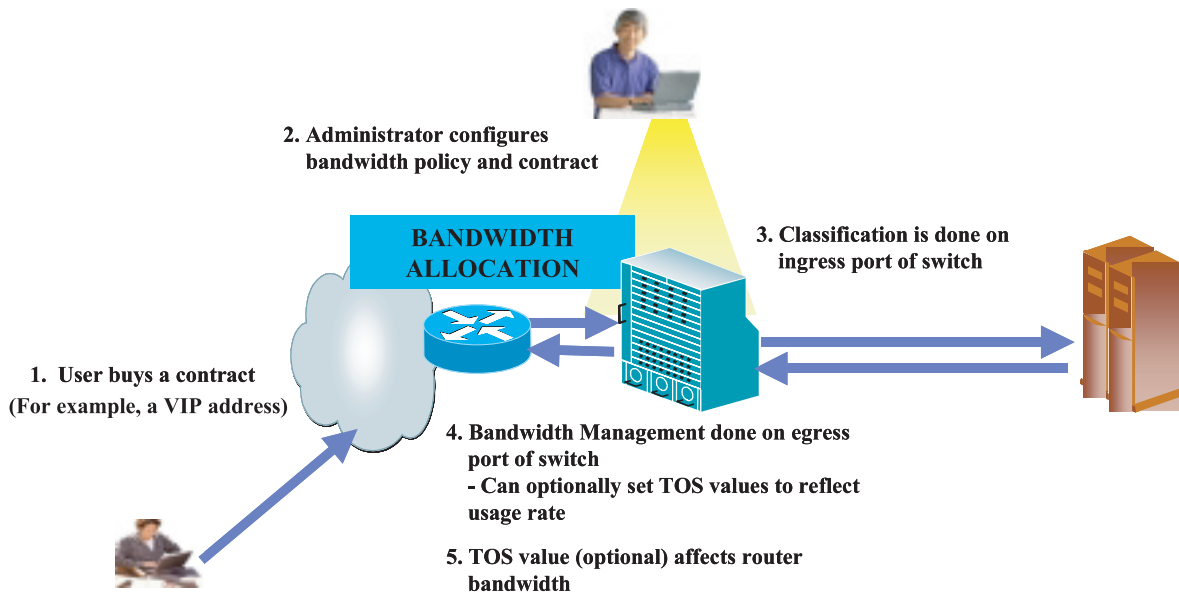 2. Administrator configures
bandwidth policy and contract
BANDWIDTH
ALLOCATION
3. Classification is done on
ingress port of switch
1. User buys a contract
(For example, a VIP address)
4. Bandwidth Management done on egress
port of switch
- Can optionally set TOS values to reflect
usage rate
5. TOS value (optional) affects router
bandwidth